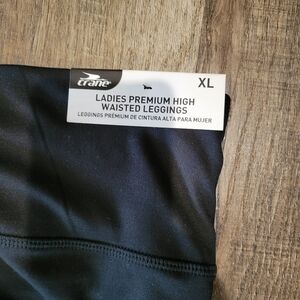 crane
XL
LADIES PREMIUM HIGH
WAISTED LEGGINGS
LEGGINGS PREMIUM DE CINTURA ALTA PARA MUJER